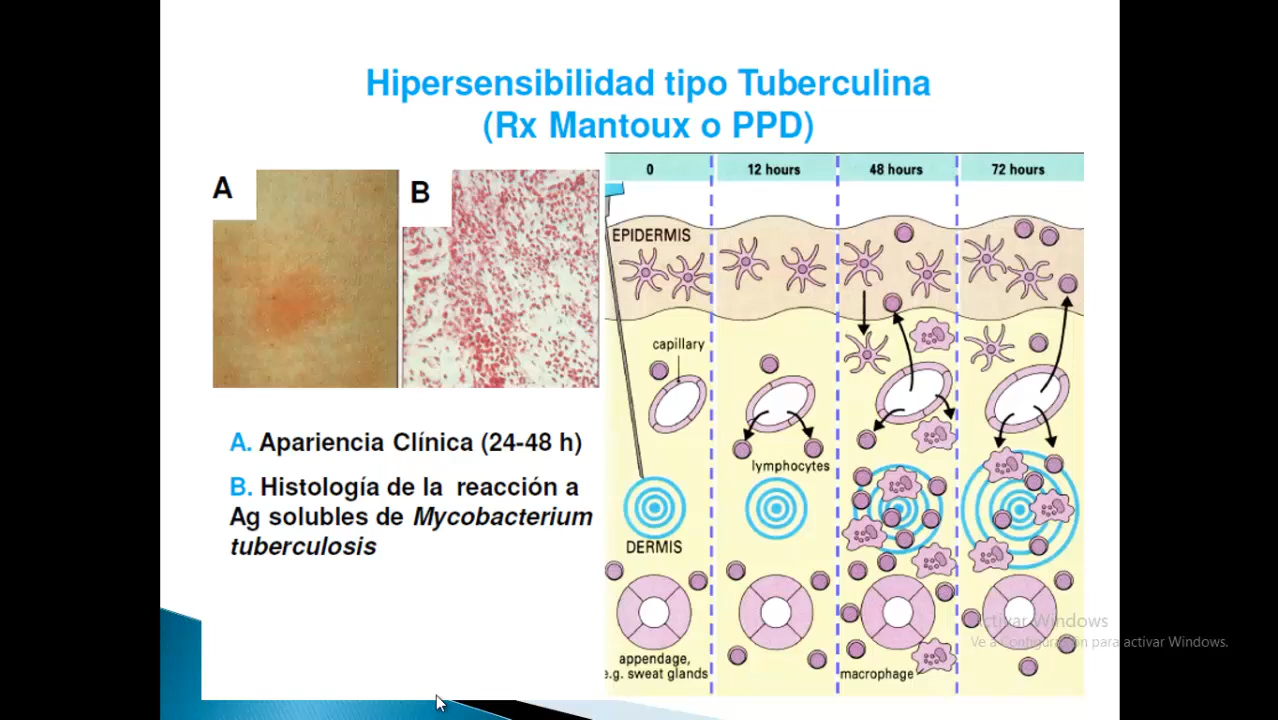 Hipersensibilidad tipo Tuberculina
(Rx Mantoux o PPD)
A
B
A. Apariencia Clínica (24-48 h)
B. Histología de la reacción a
Ag solubles de Mycobacterium
tuberculosis
0
12 hours
48 hours
72 hours
EPIDERMIS
capillary
lymphocytes
DERMIS
appendage,
e.g. sweat glands
macrophage
Activar Windows
Ve a Configuración para activar Windows.